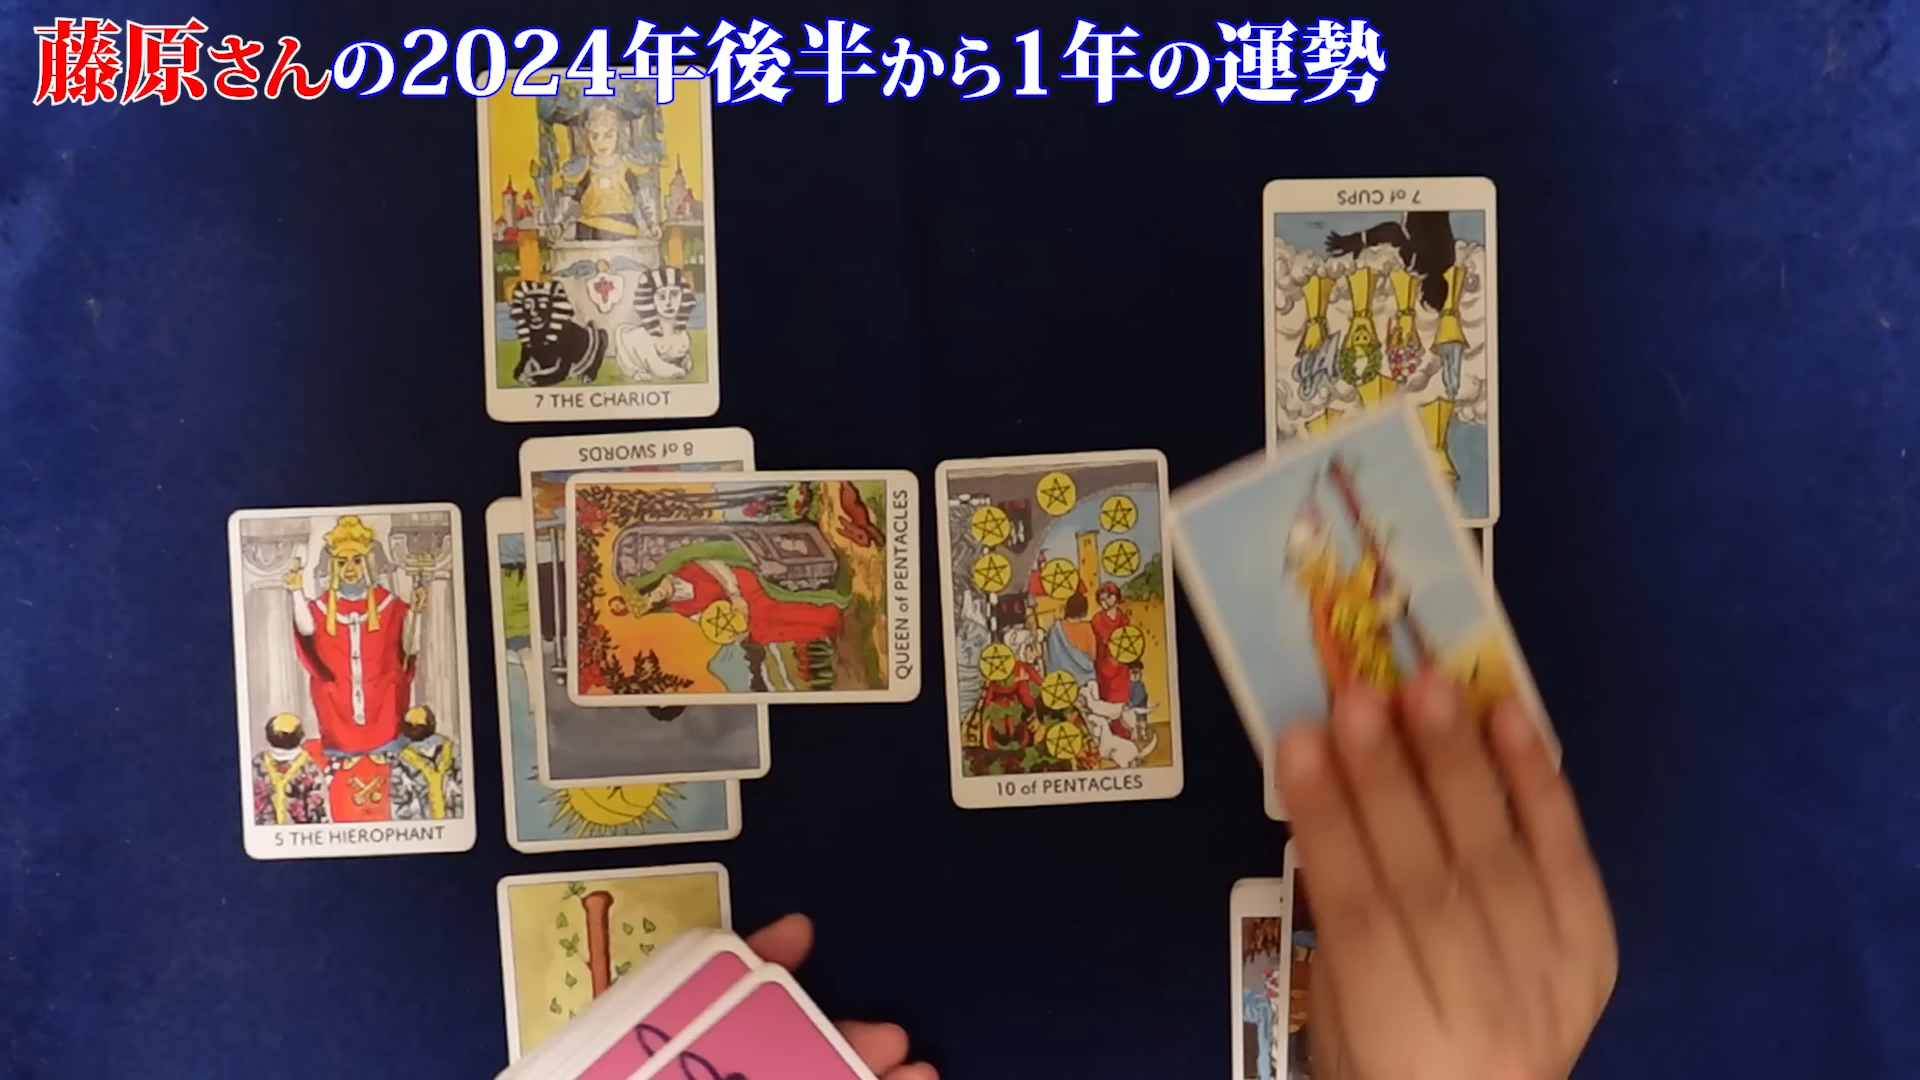 藤原さんの2024年後半から1年の運勢
7 THE CHARIOT
7 of CUPS
8 of SWORDS
QUEEN of PENTACLES
10 of PENTACLES
5 THE HIEROPHANT